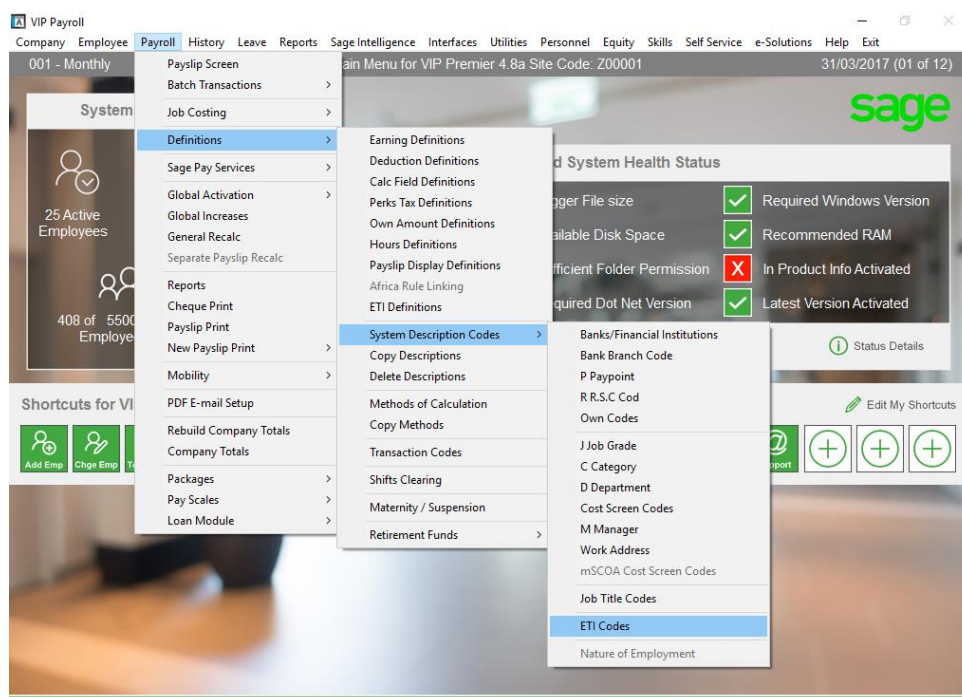 VIP Payroll
Company Employee Payroll History Leave Reports Sage Intelligence Interfaces Utilities Personnel Equity Skills Self Service e-Solutions Help Exit
001 - Monthly ain Menu for VIP Premier 4.8a Site Code: Z00001 31/03/2017 (01 of 12)
System
25 Active
Employees
408 of 5500
Employe
sage
d System Health Status
gger File size
Required Windows Version
ailable Disk Space
Recommended RAM
fficient Folder Permission
X In Product Info Activated
quired Dot Net Version
Latest Version Activated
i Status Details
Shortcuts for VI
Edit My Shortcuts
Add Emp
Chge Emp
@
pport
Payslip Screen
Batch Transactions >
Job Costing >
Definitions >
Sage Pay Services >
Global Activation >
Global Increases
General Recalc
Separate Payslip Recalc
Reports
Cheque Print
Payslip Print
New Payslip Print >
Mobility >
PDF E-mail Setup
Rebuild Company Totals
Company Totals
Packages >
Pay Scales >
Loan Module >
Earning Definitions
Deduction Definitions
Calc Field Definitions
Perks Tax Definitions
Own Amount Definitions
Hours Definitions
Payslip Display Definitions
Africa Rule Linking
ETI Definitions
System Description Codes >
Copy Descriptions
Delete Descriptions
Methods of Calculation
Copy Methods
Transaction Codes
Shifts Clearing
Maternity / Suspension
Retirement Funds >
Banks/Financial Institutions
Bank Branch Code
P Paypoint
R R.S.C Cod
Own Codes
J Job Grade
C Category
D Department
Cost Screen Codes
M Manager
Work Address
mSCOA Cost Screen Codes
Job Title Codes
ETI Codes
Nature of Employment